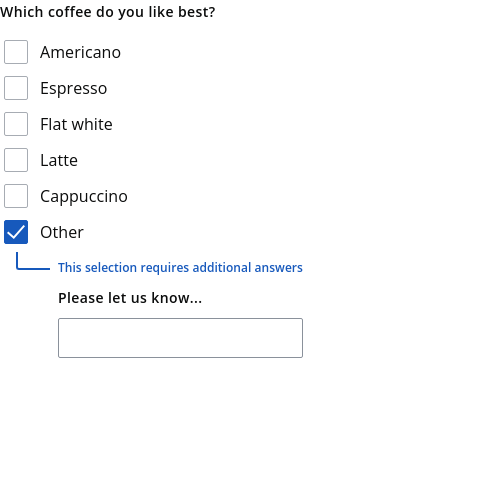 Which coffee do you like best?
Americano
Espresso
Flat white
Latte
Cappuccino
Other
This selection requires additional answers
Please let us know...